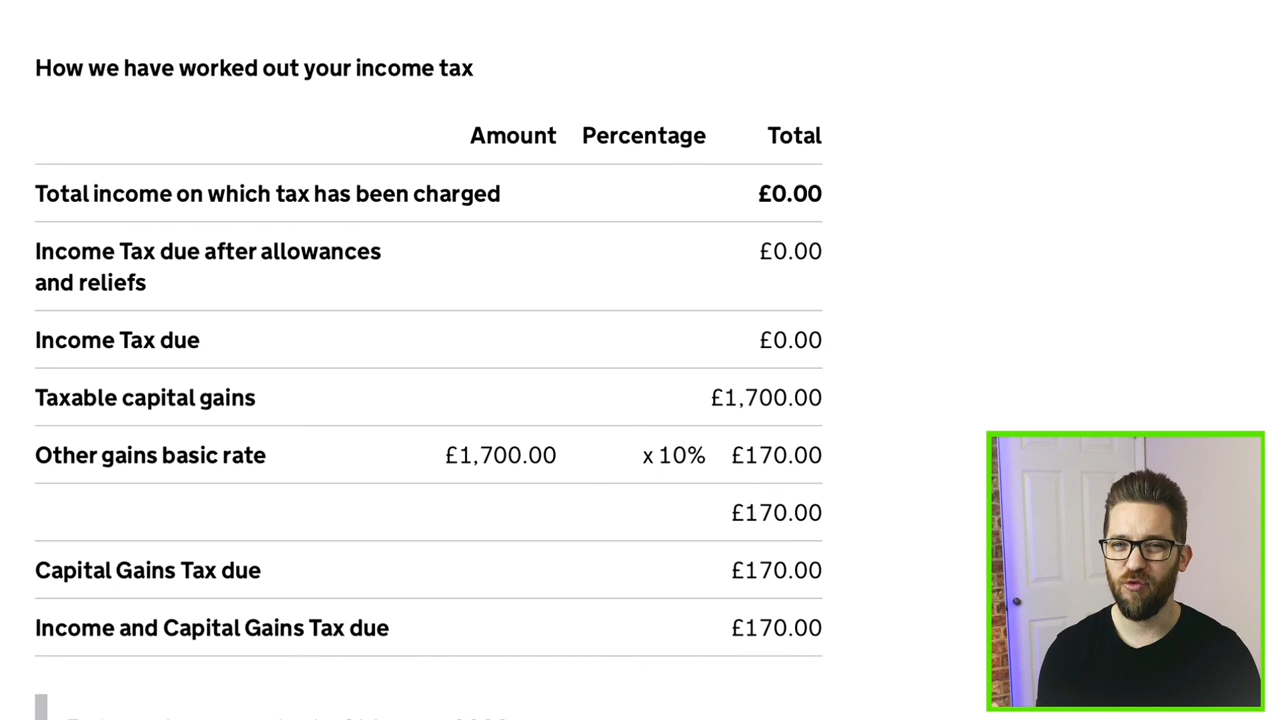 How we have worked out your income tax
Amount Percentage Total
Total income on which tax has been charged £0.00
Income Tax due after allowances £0.00
and reliefs
Income Tax due £0.00
Taxable capital gains £1,700.00
Other gains basic rate £1,700.00 x 10% £170.00
£170.00
Capital Gains Tax due £170.00
Income and Capital Gains Tax due £170.00